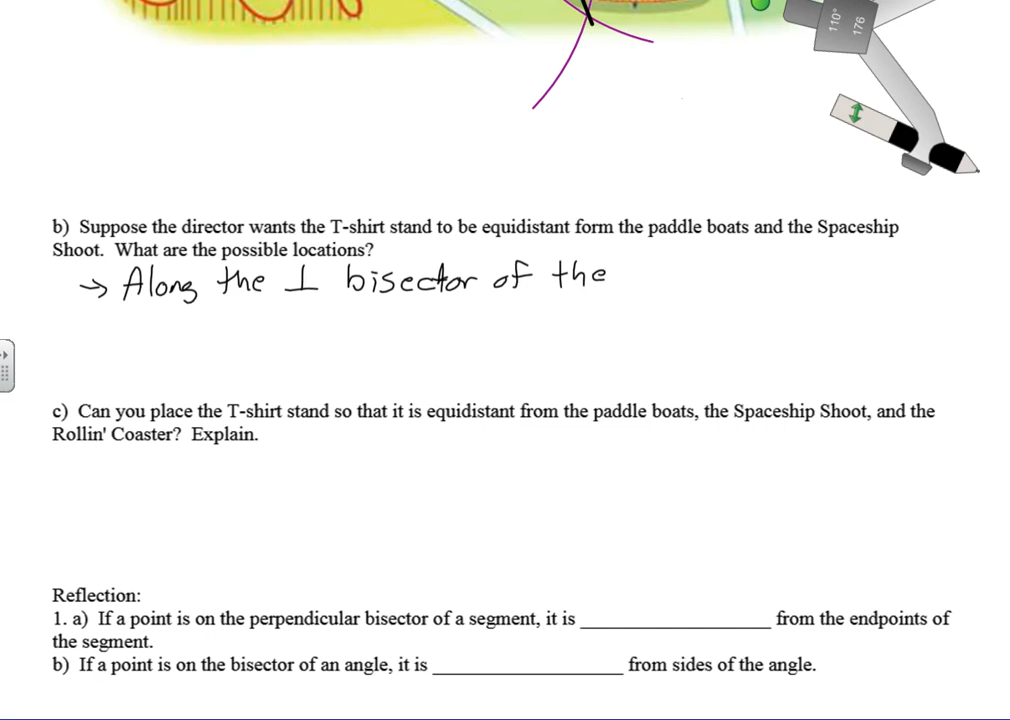 110°
176
b) Suppose the director wants the T-shirt stand to be equidistant form the paddle boats and the Spaceship
Shoot. What are the possible locations?
→ Along the ⊥ bisector of the
c) Can you place the T-shirt stand so that it is equidistant from the paddle boats, the Spaceship Shoot, and the
Rollin' Coaster? Explain.
Reflection:
1. a) If a point is on the perpendicular bisector of a segment, it is ____________________ from the endpoints of
the segment.
b) If a point is on the bisector of an angle, it is ____________________ from sides of the angle.